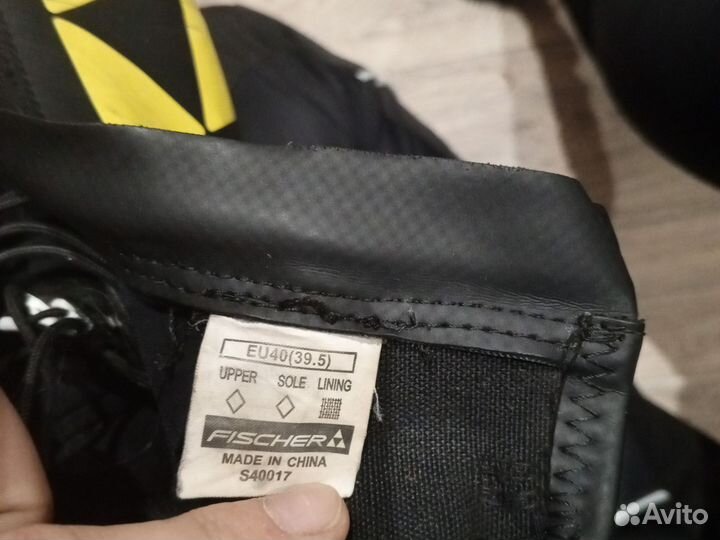 EU40(39.5)
UPPER SOLE LINING
FISCHER
MADE IN CHINA
S40017
Avito